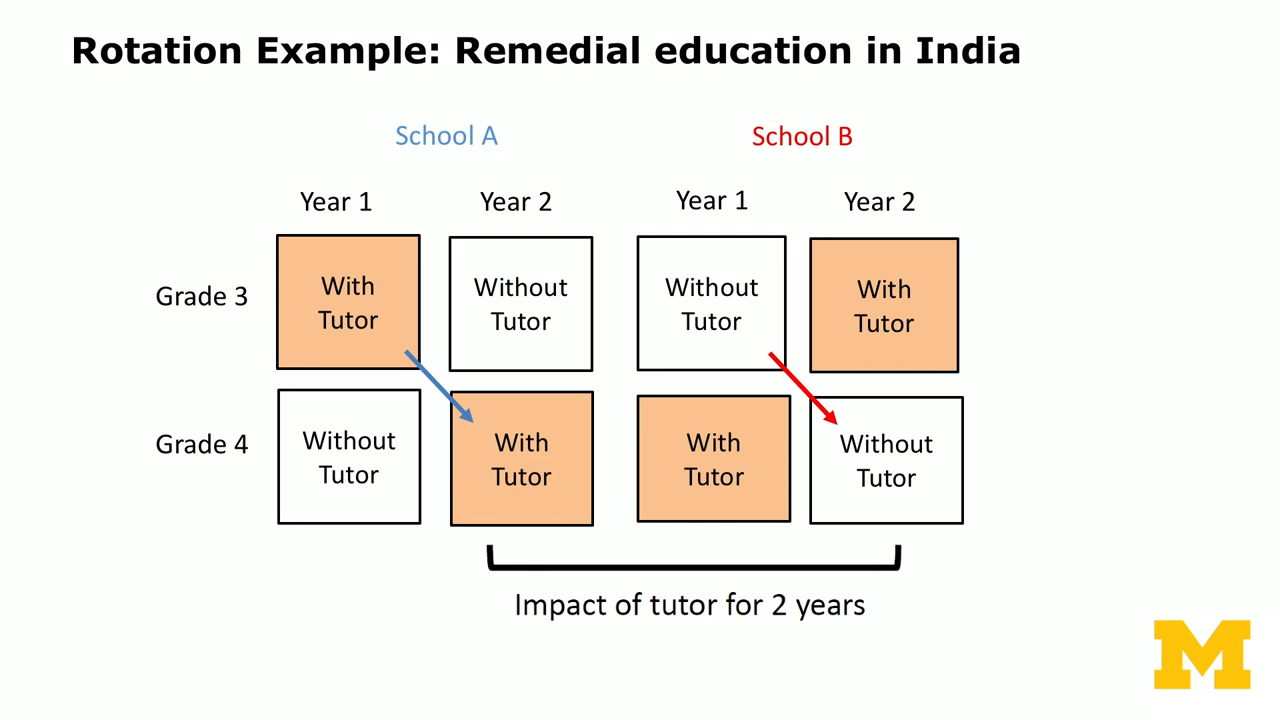 Rotation Example: Remedial education in India
School A
School B
Year 1
Year 2
Year 1
Year 2
Grade 3
With
Tutor
Without
Tutor
Without
Tutor
With
Tutor
Grade 4
Without
Tutor
With
Tutor
With
Tutor
Without
Tutor
Impact of tutor for 2 years
M